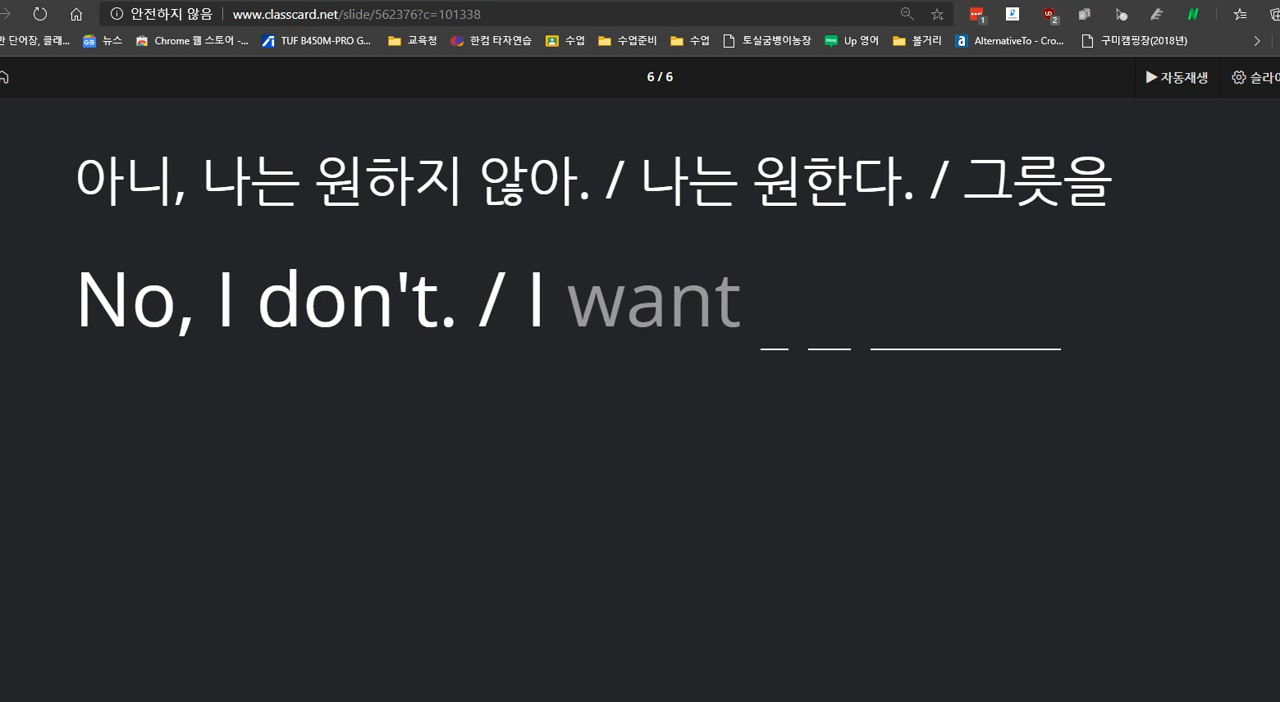 안전하지 않음 www.classcard.net/slide/562376?c=101338
단어장, 클래... 뉴스 Chrome 웹 스토어 -... TUF B450M-PRO G... 교육청 한컴 타자연습 수업 수업준비 수업 토실궁뱅이농장 Up 영어 볼거리 AlternativeTo - Cro... 구미캠핑장(2018년)
6 / 6 ▶ 자동재생
아니, 나는 원하지 않아. / 나는 원한다. / 그릇을
No, I don't. / I want _ _ _